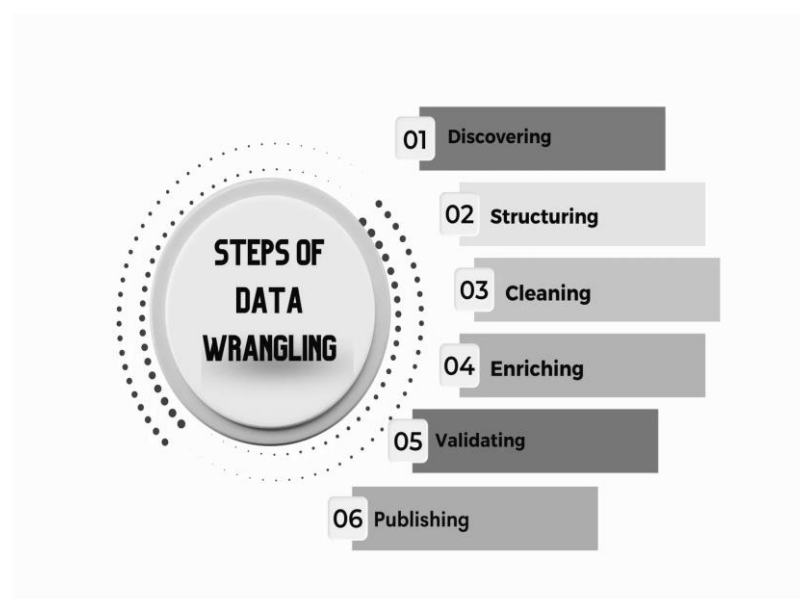 STEPS OF
DATA
WRANGLING
01 Discovering
02 Structuring
03 Cleaning
04 Enriching
05 Validating
06 Publishing